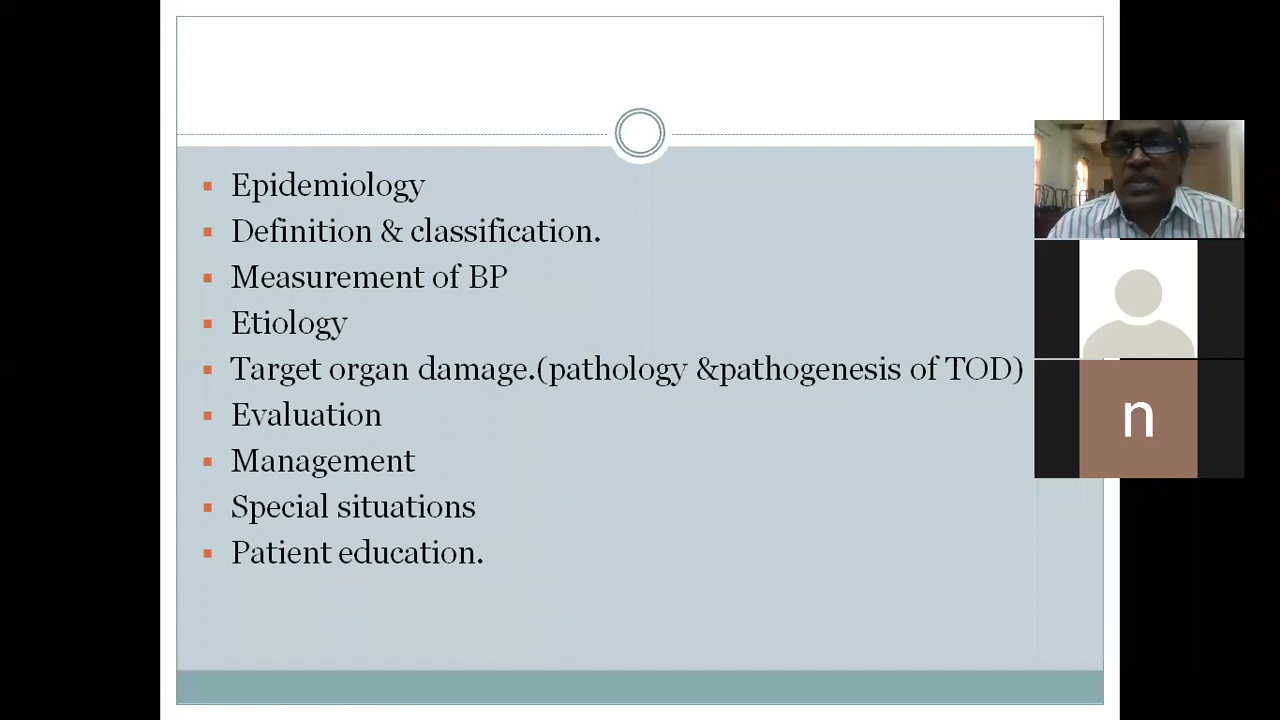 Epidemiology
Definition & classification.
Measurement of BP
Etiology
Target organ damage.(pathology &pathogenesis of TOD)
Evaluation
Management
Special situations
Patient education.
n